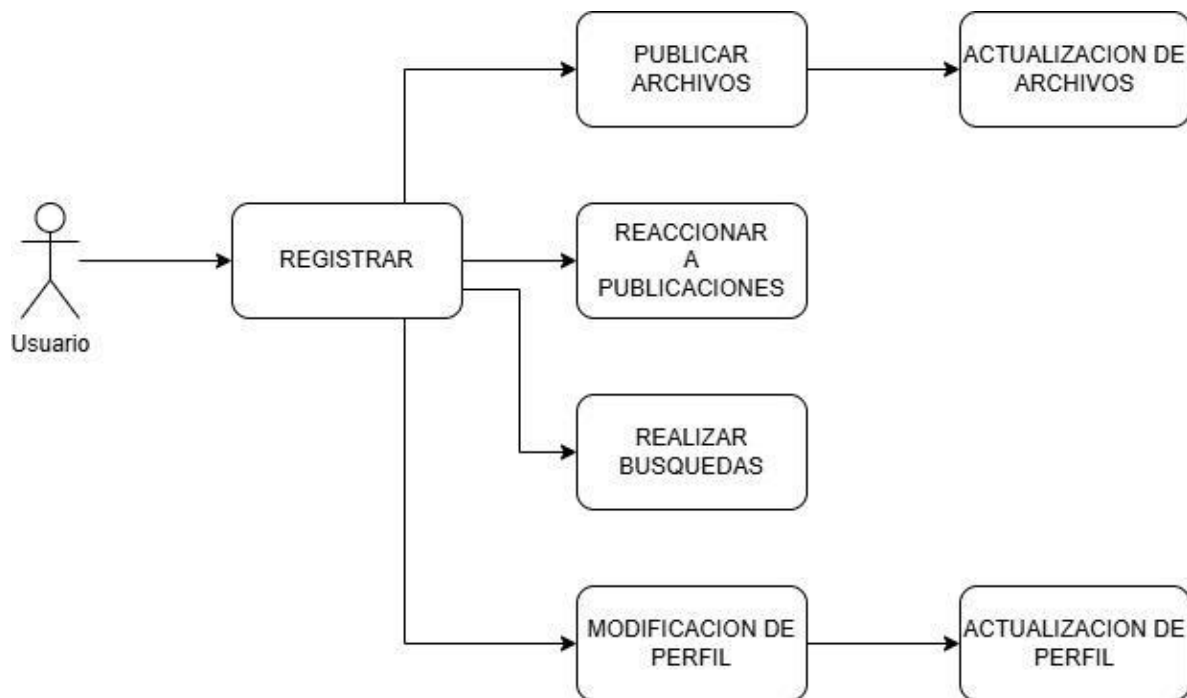 PUBLICAR
ARCHIVOS
ACTUALIZACION DE
ARCHIVOS
Usuario
REGISTRAR
REACCIONAR
A
PUBLICACIONES
REALIZAR
BUSQUEDAS
MODIFICACION DE
PERFIL
ACTUALIZACION DE
PERFIL